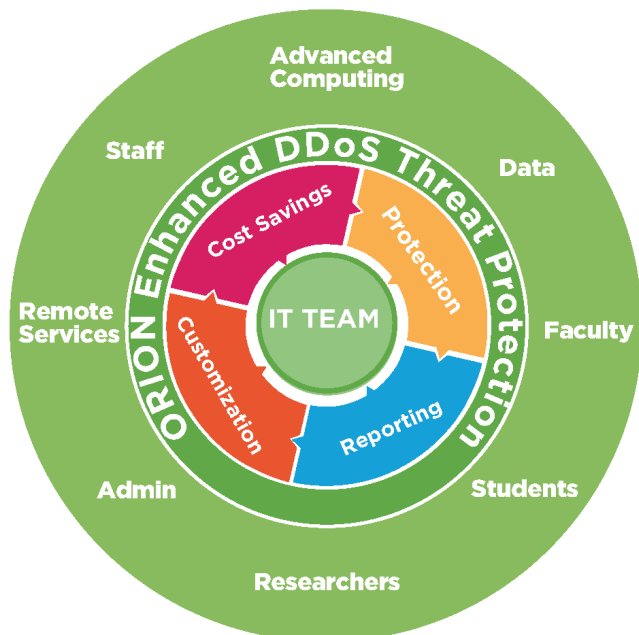 Advanced
Computing
Staff
Data
ORION Enhanced DDoS Threat Protection
Cost Savings
Protection
Remote
Services
IT TEAM
Faculty
Customization
Reporting
Admin
Students
Researchers